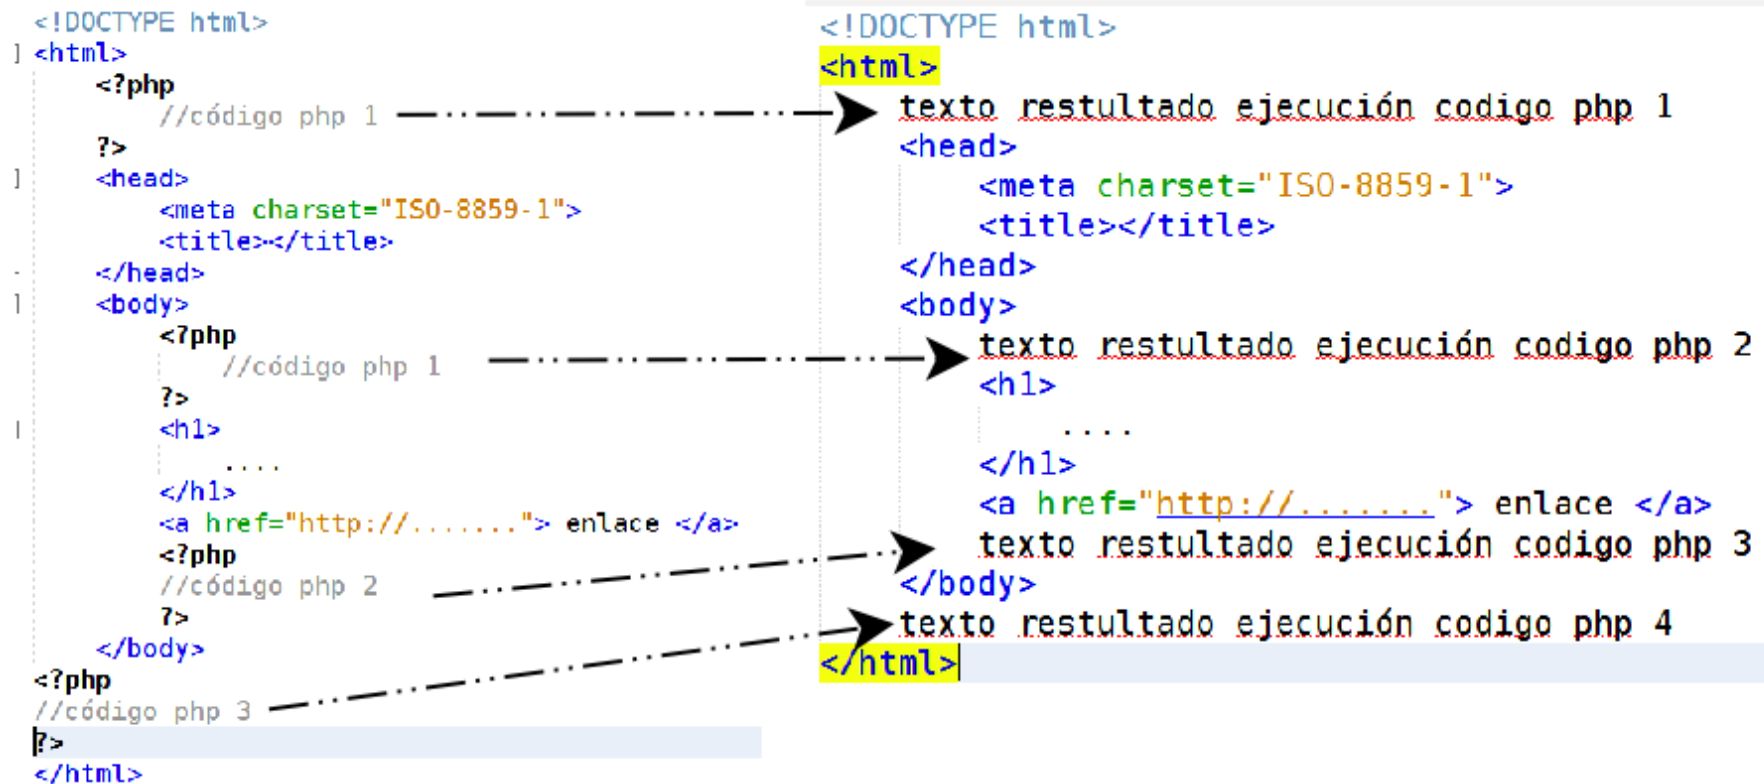 <!DOCTYPE html>
<html>
<?php
//código php 1
?>
<head>
<meta charset="ISO-8859-1">
<title></title>
</head>
<body>
<?php
//código php 1
?>
<h1>
....
</h1>
<a href="http://......."> enlace </a>
<?php
//código php 2
?>
</body>
<?php
//código php 3
?>
</html>
<!DOCTYPE html>
<html>
texto restultado ejecución codigo php 1
<head>
<meta charset="ISO-8859-1">
<title></title>
</head>
<body>
texto restultado ejecución codigo php 2
<h1>
....
</h1>
<a href="http://......."> enlace </a>
texto restultado ejecución codigo php 3
</body>
texto restultado ejecución codigo php 4
</html>